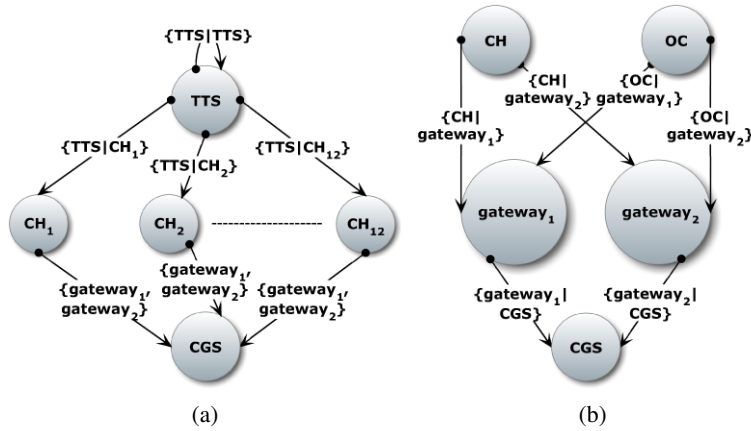 {TTS|TTS}
TTS
{TTS|CH₁}
{TTS|CH₂}
{TTS|CH₁₂}
CH₁
CH₂
CH₁₂
{gateway₁,
gateway₂}
{gateway₁,
gateway₂}
{gateway₁,
gateway₂}
CGS
(a)
CH
OC
{CH|
gateway₂}
{OC|
gateway₁}
{CH|
gateway₁}
{OC|
gateway₂}
gateway₁
gateway₂
{gateway₁|
CGS}
{gateway₂|
CGS}
CGS
(b)